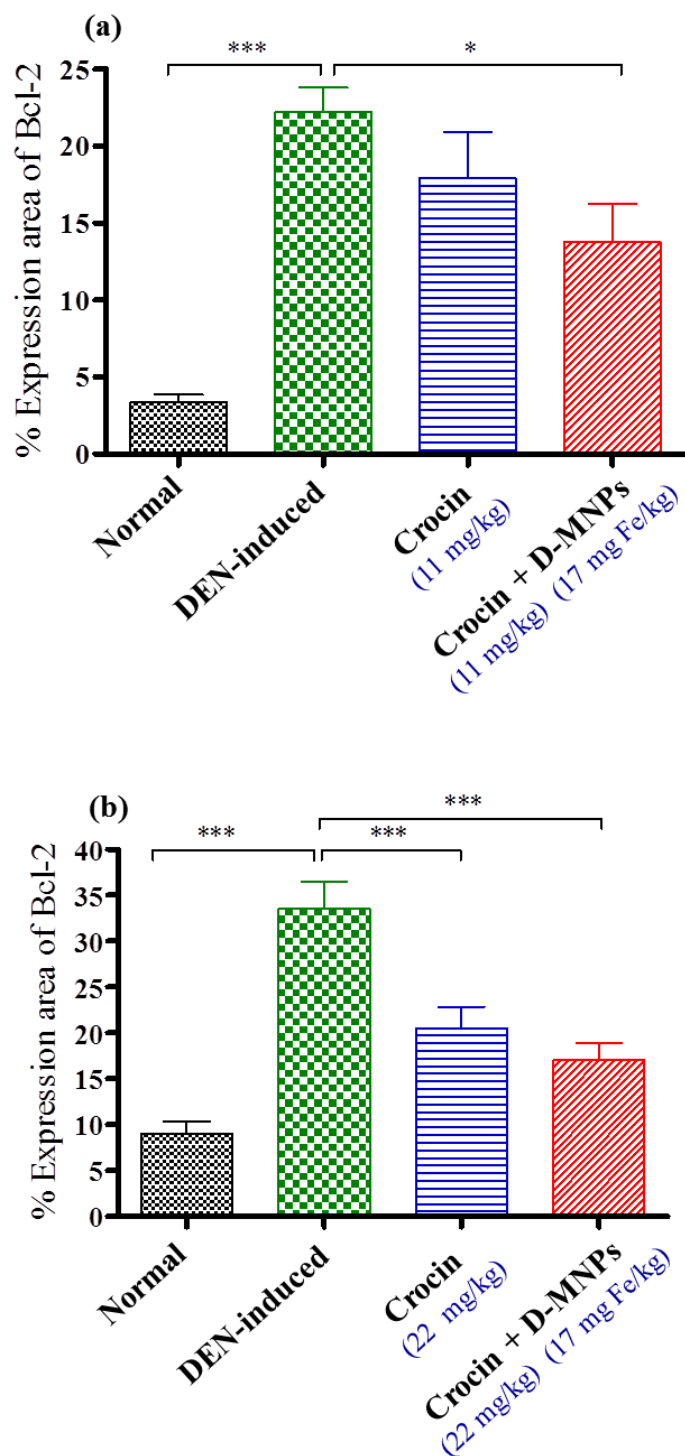 (a)
*** *
% Expression area of Bcl-2
25
20
15
10
5
0
Normal
DEN-induced
Crocin
(11 mg/kg)
Crocin + D-MNPs
(11 mg/kg) (17 mg Fe/kg)
(b)
***
*** ***
% Expression area of Bcl-2
40
35
30
25
20
15
10
5
0
Normal
DEN-induced
Crocin
(22 mg/kg)
Crocin + D-MNPs
(22 mg/kg) (17 mg Fe/kg)